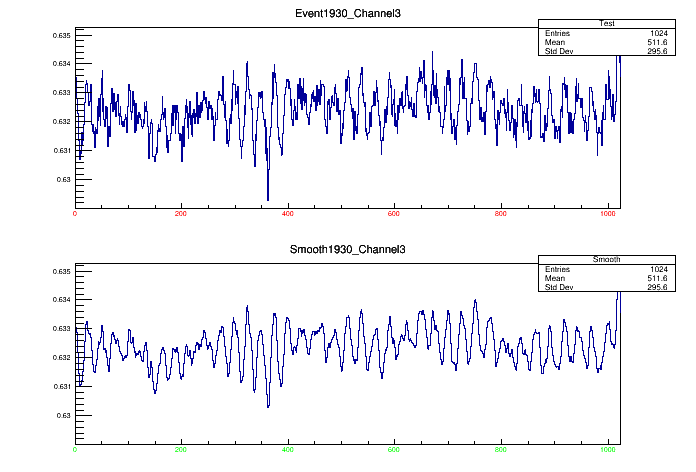 Event1930_Channel3
Test
Entries 1024
Mean 511.6
Std Dev 295.6
0.635
0.634
0.633
0.632
0.631
0.63
0 200 400 600 800 1000
Smooth1930_Channel3
Smooth
Entries 1024
Mean 511.6
Std Dev 295.6
0.635
0.634
0.633
0.632
0.631
0.63
0 200 400 600 800 1000